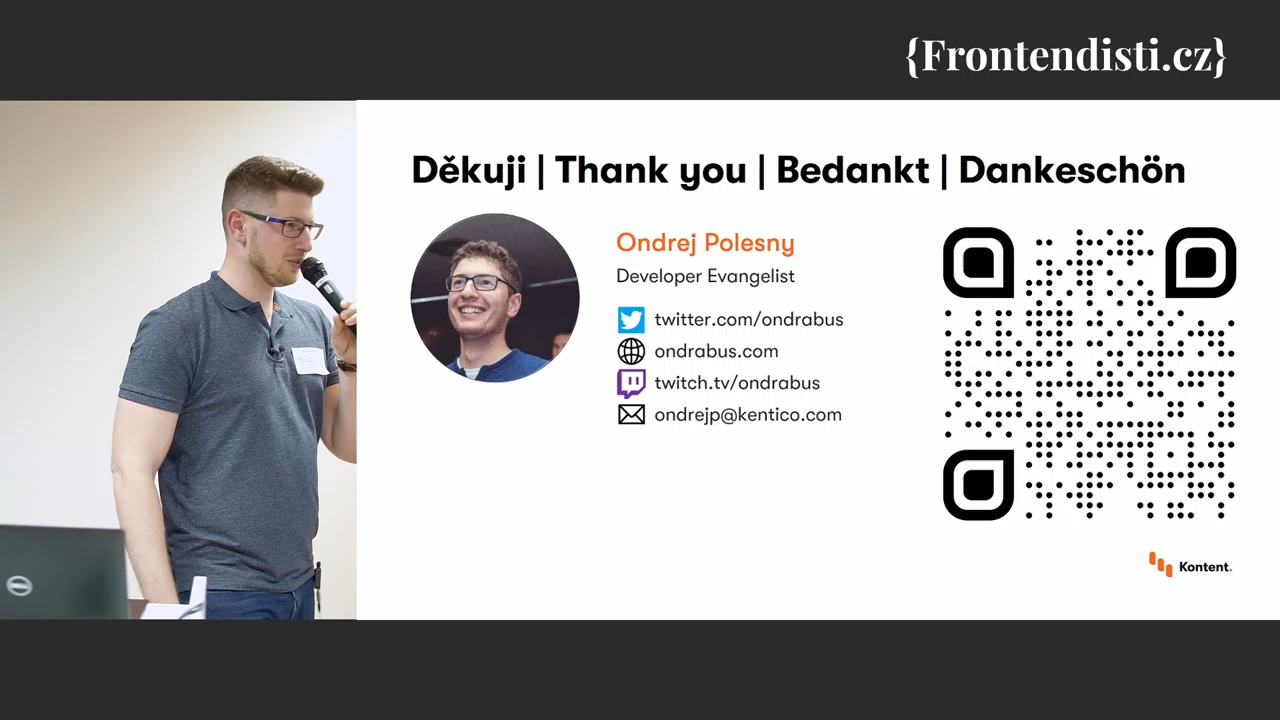 {Frontendisti.cz}
Děkuji | Thank you | Bedankt | Dankeschön
Ondrej Polesny
Developer Evangelist
twitter.com/ondrabus
ondrabus.com
twitch.tv/ondrabus
ondrejp@kentico.com
Kontent.